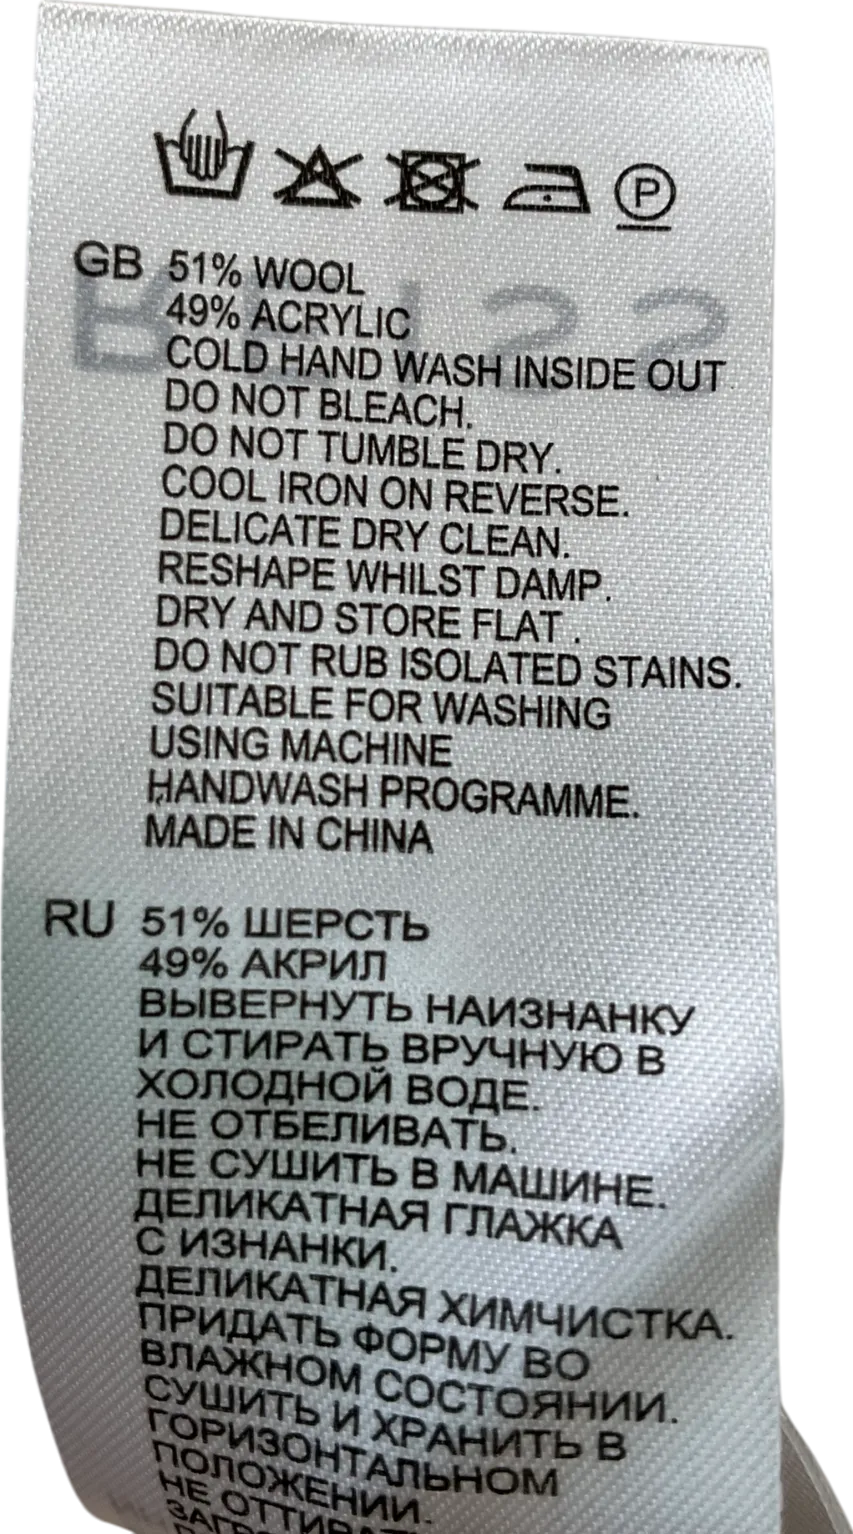 P
GB 51% WOOL
49% ACRYLIC
COLD HAND WASH INSIDE OUT.
DO NOT BLEACH.
DO NOT TUMBLE DRY.
COOL IRON ON REVERSE.
DELICATE DRY CLEAN.
RESHAPE WHILST DAMP.
DRY AND STORE FLAT .
DO NOT RUB ISOLATED STAINS.
SUITABLE FOR WASHING
USING MACHINE
HANDWASH PROGRAMME.
MADE IN CHINA
RU 51% ШЕРСТЬ
49% АКРИЛ
ВЫВЕРНУТЬ НАИЗНАНКУ
И СТИРАТЬ ВРУЧНУЮ В
ХОЛОДНОЙ ВОДЕ.
НЕ ОТБЕЛИВАТЬ.
НЕ СУШИТЬ В МАШИНЕ.
ДЕЛИКАТНАЯ ГЛАЖКА
С ИЗНАНКИ.
ДЕЛИКАТНАЯ ХИМЧИСТКА.
ПРИДАТЬ ФОРМУ ВО
ВЛАЖНОМ СОСТОЯНИИ.
СУШИТЬ И ХРАНИТЬ В
ГОРИЗОНТАЛЬНОМ
ПОЛОЖЕНИИ.
НЕ